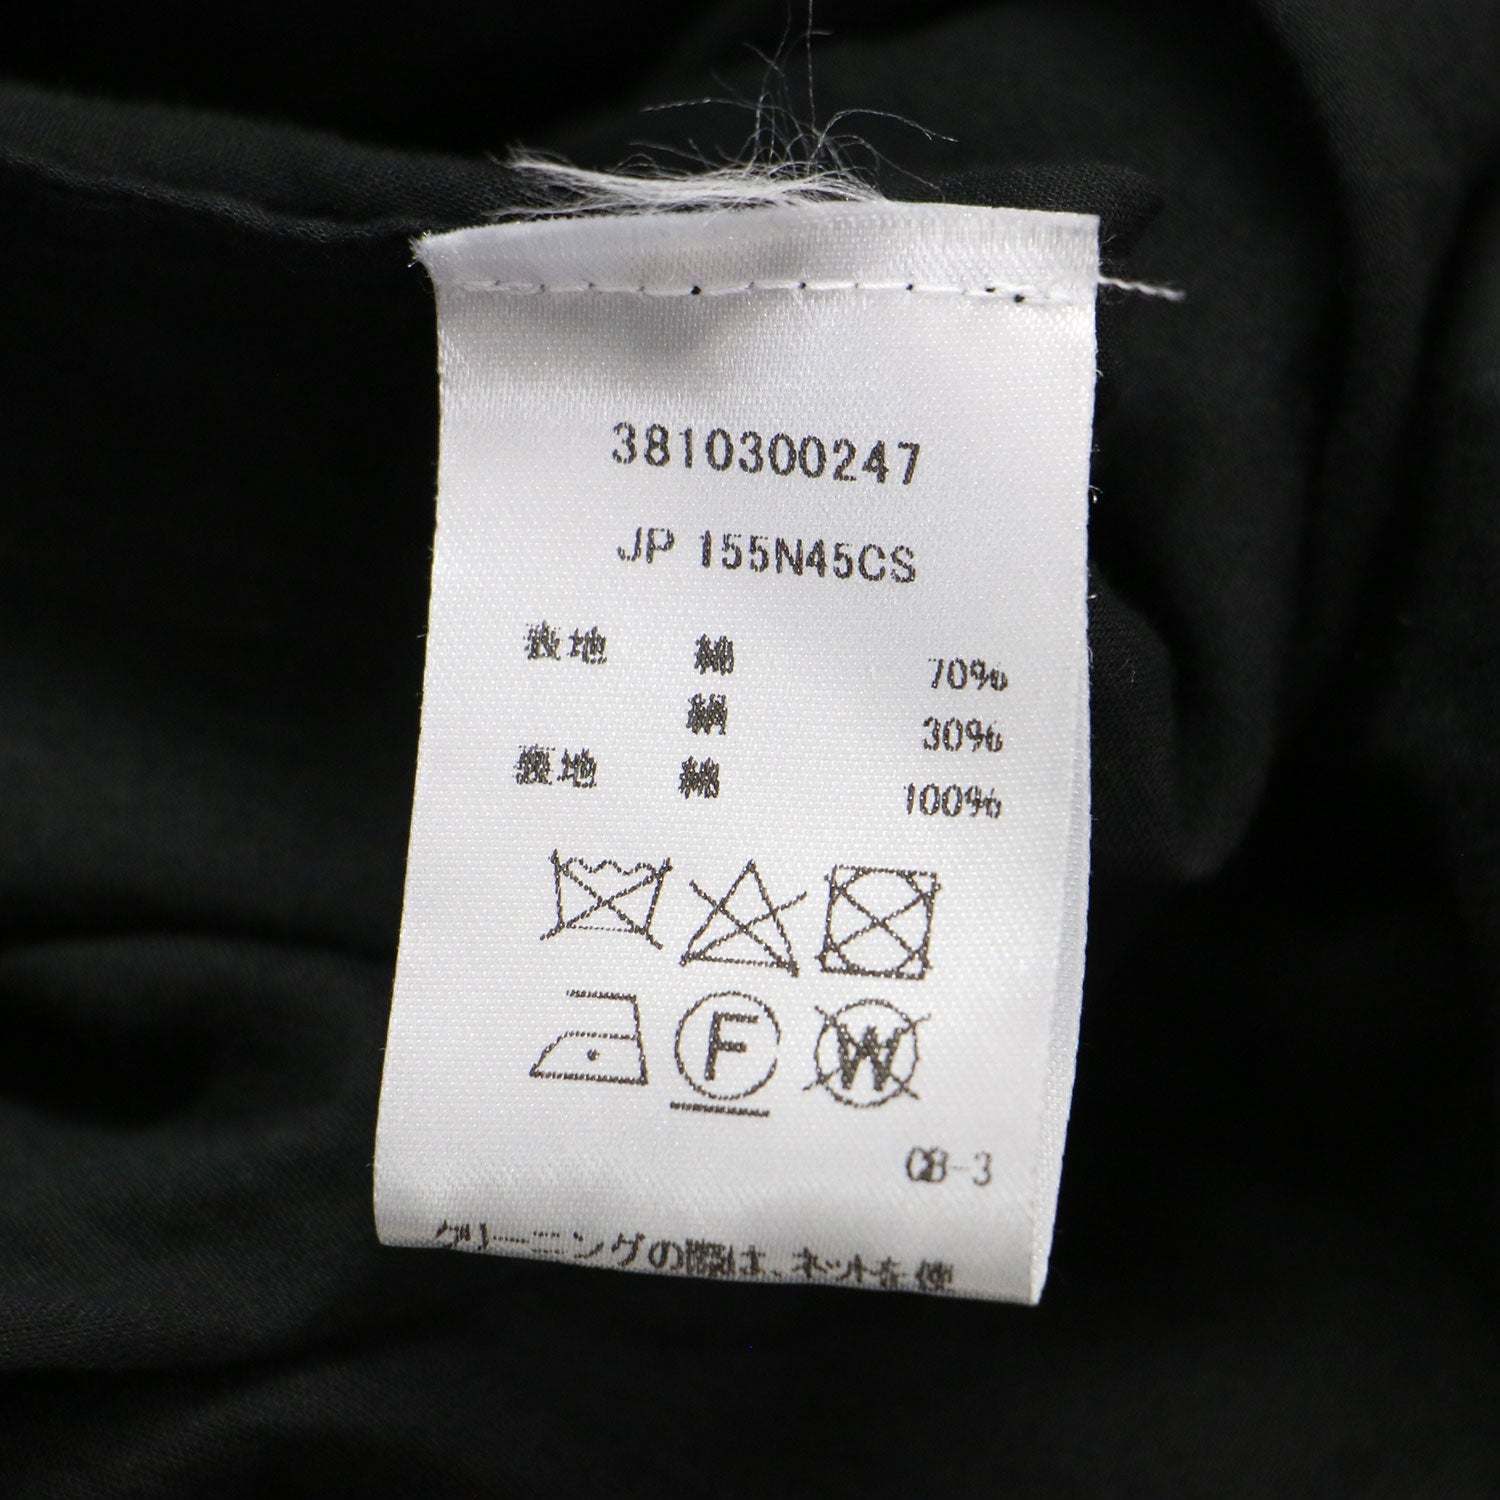 3810300247
JP 155N45CS
表地 綿 70%
絹 30%
裏地 綿 100%
F W
CB-3
クリーニングの際は、ネットを使